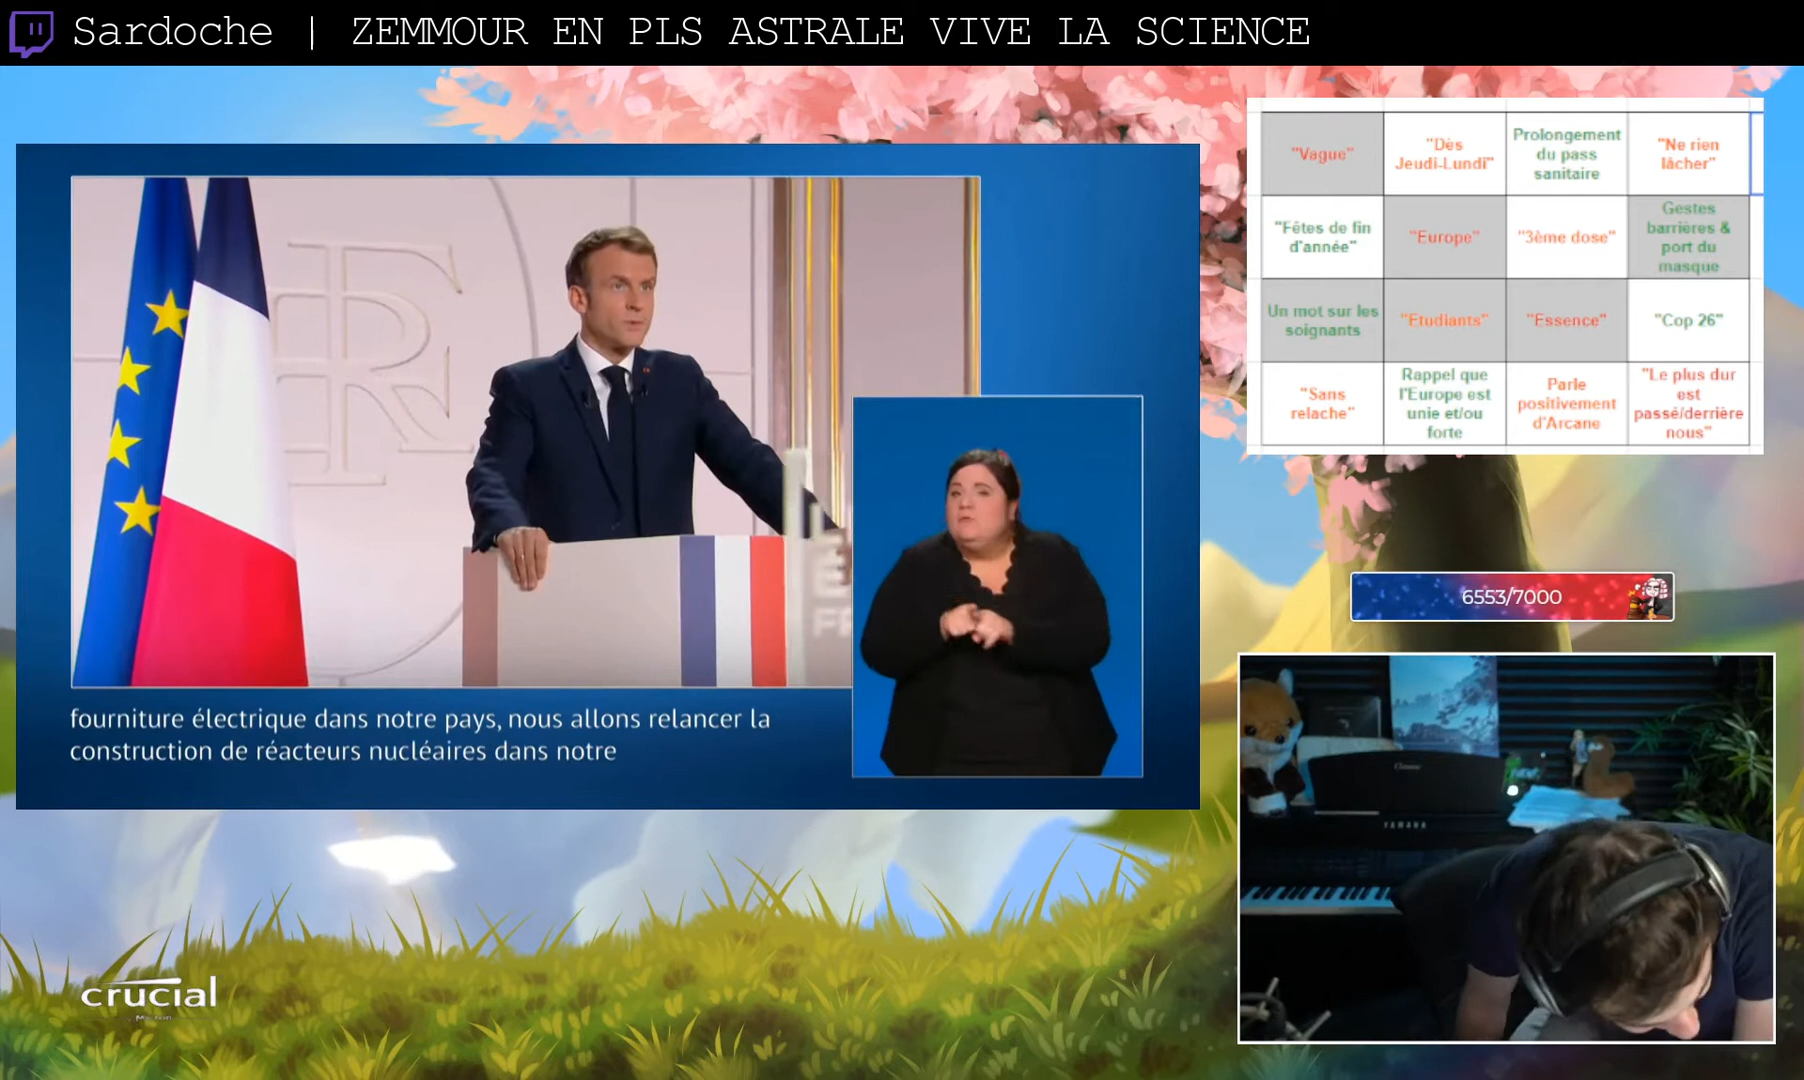 Sardoche | ZEMMOUR EN PLS ASTRALE VIVE LA SCIENCE
"Vague"
"Dès
Jeudi-Lundi"
Prolongement
du pass
sanitaire
"Ne rien
lâcher"
"Fêtes de fin
d'année"
"Europe"
"3ème dose"
Gestes
barrières &
port du
masque
Un mot sur les
soignants
"Etudiants"
"Essence"
"Cop 26"
"Sans
relache"
Rappel que
l'Europe est
unie et/ou
forte
Parle
positivement
d'Arcane
"Le plus dur
est
passé/derrière
nous"
RF
fourniture électrique dans notre pays, nous allons relancer la
construction de réacteurs nucléaires dans notre
6553/7000
YAMAHA
crucial